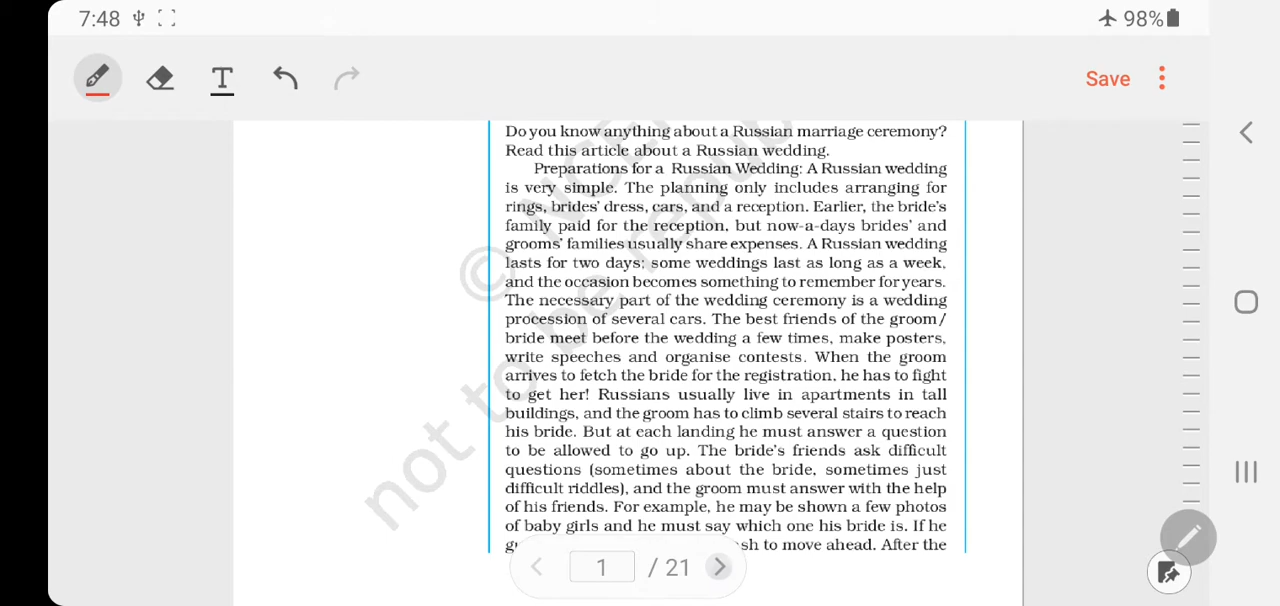 7:48
98%
T
Save
Do you know anything about a Russian marriage ceremony?
Read this article about a Russian wedding.
Preparations for a Russian Wedding: A Russian wedding
is very simple. The planning only includes arranging for
rings, brides' dress, cars, and a reception. Earlier, the bride's
family paid for the reception, but now-a-days brides' and
grooms' families usually share expenses. A Russian wedding
lasts for two days; some weddings last as long as a week,
and the occasion becomes something to remember for years.
The necessary part of the wedding ceremony is a wedding
procession of several cars. The best friends of the groom/
bride meet before the wedding a few times, make posters,
write speeches and organise contests. When the groom
arrives to fetch the bride for the registration, he has to fight
to get her! Russians usually live in apartments in tall
buildings, and the groom has to climb several stairs to reach
his bride. But at each landing he must answer a question
to be allowed to go up. The bride's friends ask difficult
questions (sometimes about the bride, sometimes just
difficult riddles), and the groom must answer with the help
of his friends. For example, he may be shown a few photos
of baby girls and he must say which one his bride is. If he
to move ahead. After the
1 / 21
not to be republ
© NCE